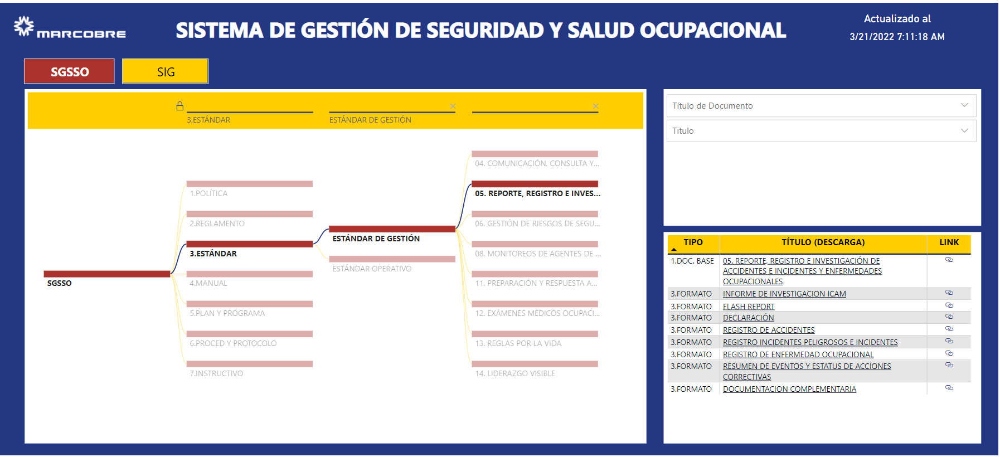 MARCOBRE
SISTEMA DE GESTIÓN DE SEGURIDAD Y SALUD OCUPACIONAL
Actualizado al
3/21/2022 7:11:18 AM
SGSSO
SIG
3.ESTÁNDAR
ESTÁNDAR DE GESTIÓN
SGSSO
1.POLÍTICA
2.REGLAMENTO
3.ESTÁNDAR
4.MANUAL
5.PLAN Y PROGRAMA
6.PROCED Y PROTOCOLO
7.INSTRUCTIVO
ESTÁNDAR DE GESTIÓN
ESTÁNDAR OPERATIVO
04. COMUNICACIÓN, CONSULTA Y...
05. REPORTE, REGISTRO E INVES...
06. GESTIÓN DE RIESGOS DE SEGU...
08. MONITOREOS DE AGENTES DE ...
11. PREPARACIÓN Y RESPUESTA A...
12. EXÁMENES MÉDICOS OCUPACI...
13. REGLAS POR LA VIDA
14. LIDERAZGO VISIBLE
Título de Documento
Titulo
TIPO TÍTULO (DESCARGA) LINK
1.DOC. BASE 05. REPORTE, REGISTRO E INVESTIGACIÓN DE
ACCIDENTES E INCIDENTES Y ENFERMEDADES
OCUPACIONALES
3.FORMATO INFORME DE INVESTIGACION ICAM
3.FORMATO FLASH REPORT
3.FORMATO DECLARACIÓN
3.FORMATO REGISTRO DE ACCIDENTES
3.FORMATO REGISTRO INCIDENTES PELIGROSOS E INCIDENTES
3.FORMATO REGISTRO DE ENFERMEDAD OCUPACIONAL
3.FORMATO RESUMEN DE EVENTOS Y ESTATUS DE ACCIONES
CORRECTIVAS
3.FORMATO DOCUMENTACION COMPLEMENTARIA